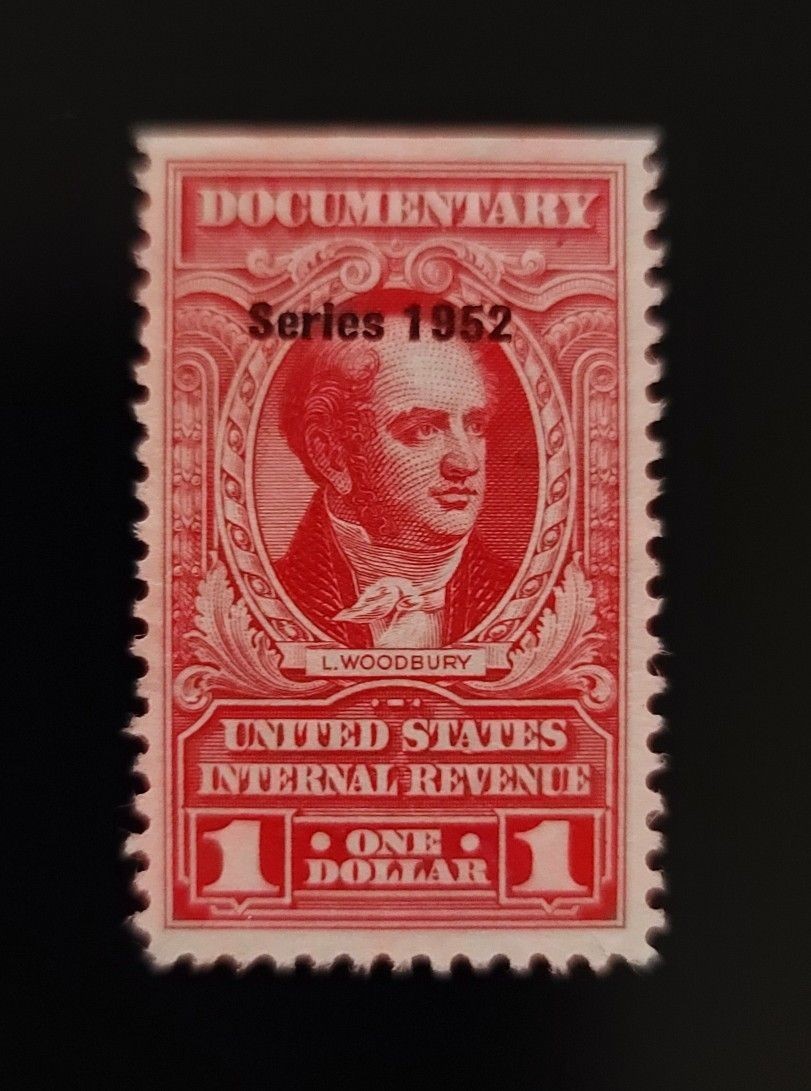 DOCUMENTARY
Series 1952
L. WOODBURY
UNITED STATES
INTERNAL REVENUE
1 • ONE • 1
DOLLAR